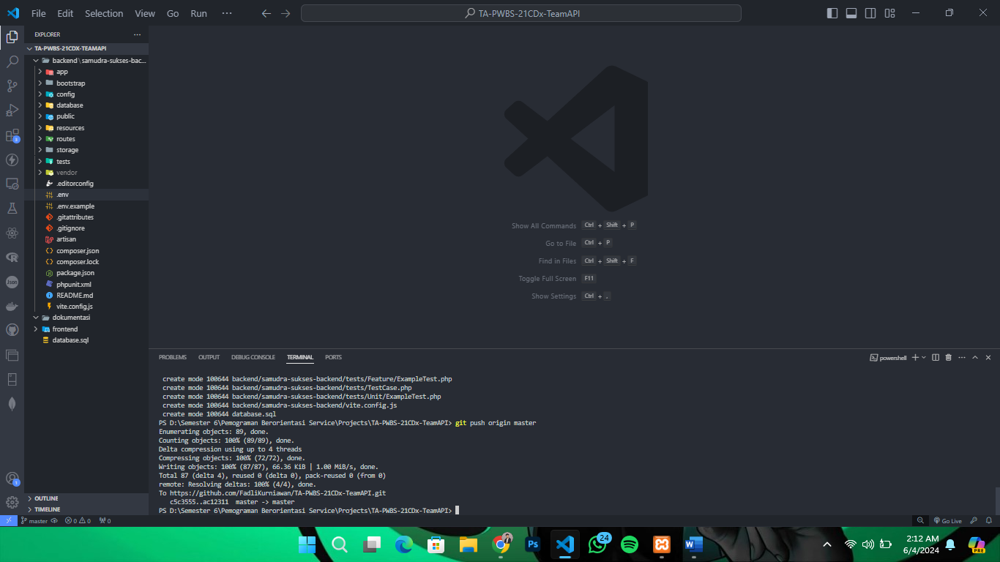 File Edit Selection View Go Run ···
TA-PWBS-21CDx-TeamAPI
EXPLORER ···
TA-PWBS-21CDX-TEAMAPI
backend\samudra-sukses-bac...
app
bootstrap
config
database
public
resources
routes
storage
tests
vendor
.editorconfig
.env
.env.example
.gitattributes
.gitignore
artisan
composer.json
composer.lock
package.json
phpunit.xml
README.md
vite.config.js
dokumentasi
frontend
database.sql
OUTLINE
TIMELINE
3
Json
1
Show All Commands Ctrl + Shift + P
Go to File Ctrl + P
Find in Files Ctrl + Shift + F
Toggle Full Screen F11
Show Settings Ctrl + ,
PROBLEMS OUTPUT DEBUG CONSOLE TERMINAL PORTS
powershell
create mode 100644 backend/samudra-sukses-backend/tests/Feature/ExampleTest.php
create mode 100644 backend/samudra-sukses-backend/tests/TestCase.php
create mode 100644 backend/samudra-sukses-backend/tests/Unit/ExampleTest.php
create mode 100644 backend/samudra-sukses-backend/vite.config.js
create mode 100644 database.sql
PS D:\Semester 6\Pemograman Berorientasi Service\Projects\TA-PWBS-21CDx-TeamAPI> git push origin master
Enumerating objects: 89, done.
Counting objects: 100% (89/89), done.
Delta compression using up to 4 threads
Compressing objects: 100% (72/72), done.
Writing objects: 100% (87/87), 66.36 KiB | 1.00 MiB/s, done.
Total 87 (delta 4), reused 0 (delta 0), pack-reused 0 (from 0)
remote: Resolving deltas: 100% (4/4), done.
To https://github.com/FadliKurniawan/TA-PWBS-21CDx-TeamAPI.git
c5c3555..ac12311 master -> master
PS D:\Semester 6\Pemograman Berorientasi Service\Projects\TA-PWBS-21CDx-TeamAPI>
master 0 0 0 Go Live
Ps 24 W
2:12 AM
6/4/2024
PRE